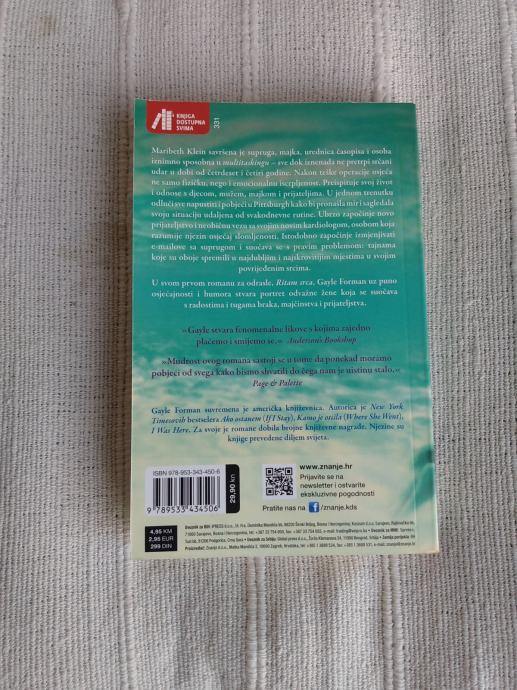 KNJIGA
DOSTUPNA
SVIMA
331
Maribeth Klein savršena je supruga, majka, urednica časopisa i osoba
iznimno sposobna u multitaskingu – sve dok iznenada ne pretrpi srčani
udar u dobi od četrdeset i četiri godine. Nakon teške operacije osjeća
ne samo fizičku, nego i emocionalnu iscrpljenost. Preispituje svoj život
i odnose s djecom, mužem, majkom i prijateljima. U jednom trenutku
odluči sve napustiti i pobjeći u Pittsburgh kako bi pronašla mir i sagledala
svoju situaciju udaljena od svakodnevne rutine. Ubrzo započinje novo
prijateljstvo i neobičnu vezu sa svojim novim kardiologom, osobom koja
razumije njezin osjećaj slomljenosti. Istodobno započinje izmjenjivati
e-mailove sa suprugom i suočava se s pravim problemom: tajnama
koje su oboje spremili u najdubljim i najskrovitijim mjestima u svojim
povrijeđenim srcima.
U svom prvom romanu za odrasle, Ritam srca, Gayle Forman uz puno
osjećajnosti i humora stvara portret odvažne žene koja se suočava
s radostima i tugama braka, majčinstva i prijateljstva.
»Gayle stvara fenomenalne likove s kojima zajedno
plačemo i smijemo se.« Anderson's Bookshop
»Mudrost ovog romana sastoji se u tome da ponekad moramo
pobjeći od svega kako bismo shvatili do čega nam je uistinu stalo.«
Page & Palette
Gayle Forman suvremena je američka književnica. Autorica je New York
Timesovih bestselera Ako ostanem (If I Stay), Kamo je otišla (Where She Went),
I Was Here. Za svoje je romane dobila brojne književne nagrade. Njezine su
knjige prevedene diljem svijeta.
ISBN 978-953-343-450-6
9789533434506
29,90 kn
www.znanje.hr
Prijavite se na
newsletter i ostvarite
ekskluzivne pogodnosti
Pratite nas na f /znanje.kds
4,95 KM
2,95 EUR
299 DIN